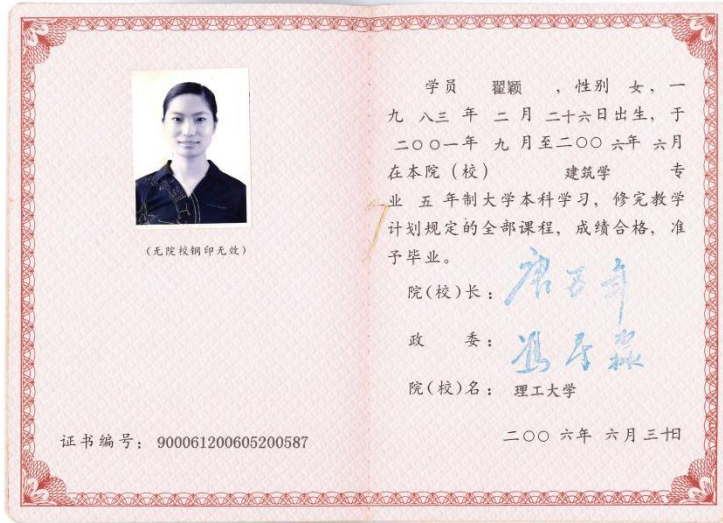 (无院校钢印无效)
证书编号: 900061200605200587
学员 翟颖 ,性别 女,一
九 八三 年 二 月 二十六日出生,于
二〇〇一年 九 月至二〇〇 六年 六月
在本院(校) 建筑学 专
业 五 年制大学本科学习,修完教学
计划规定的全部课程,成绩合格,准
予毕业。
院(校)长:
政 委:
院(校)名: 理工大学
二〇〇 六年 六月三十日